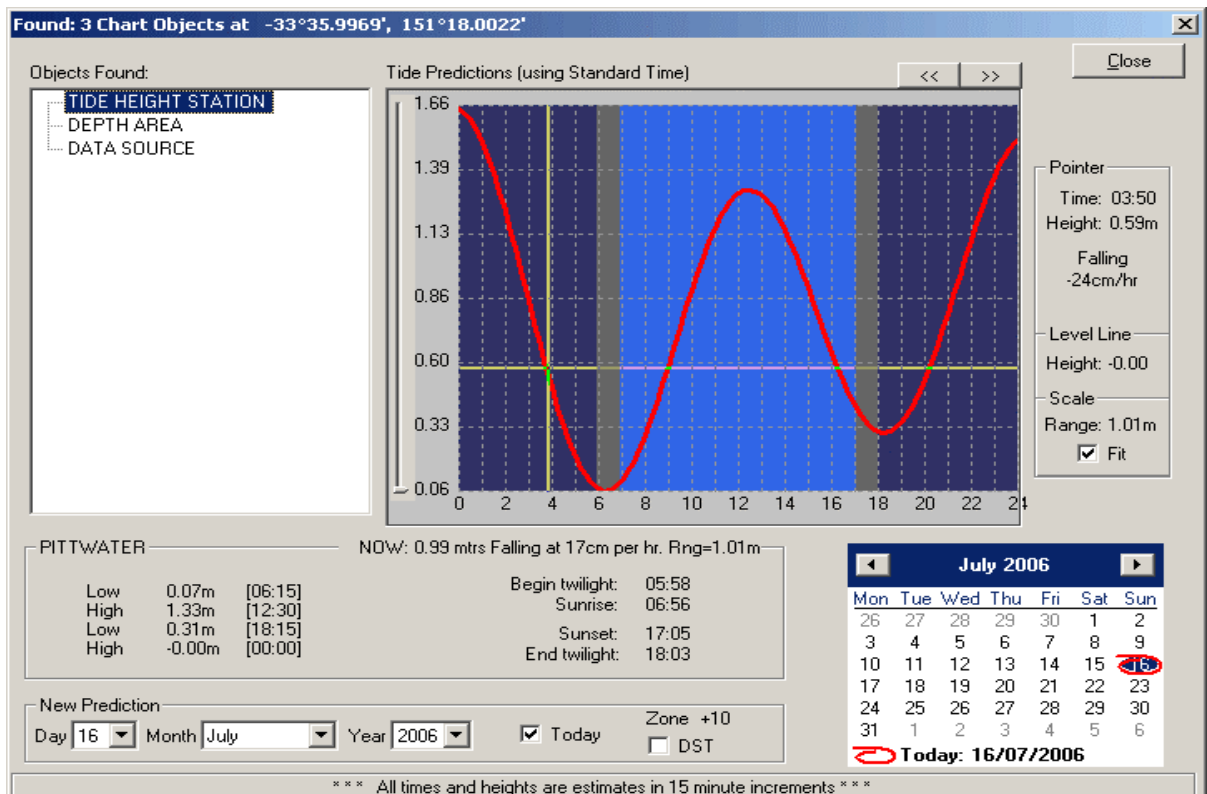 Found: 3 Chart Objects at -33°35.9969', 151°18.0022'
Close
Objects Found:
TIDE HEIGHT STATION
DEPTH AREA
DATA SOURCE
Tide Predictions (using Standard Time)
<< >>
1.66
1.39
1.13
0.86
0.60
0.33
0.06
0 2 4 6 8 10 12 14 16 18 20 22 24
Pointer
Time: 03:50
Height: 0.59m
Falling
-24cm/hr
Level Line
Height: -0.00
Scale
Range: 1.01m
Fit
PITTWATER
NOW: 0.99 mtrs Falling at 17cm per hr. Rng=1.01m
Low 0.07m [06:15]
High 1.33m [12:30]
Low 0.31m [18:15]
High -0.00m [00:00]
Begin twilight: 05:58
Sunrise: 06:56
Sunset: 17:05
End twilight: 18:03
New Prediction
Day 16 Month July Year 2006 Today
Zone +10
DST
July 2006
Mon Tue Wed Thu Fri Sat Sun
26 27 28 29 30 1 2
3 4 5 6 7 8 9
10 11 12 13 14 15 16
17 18 19 20 21 22 23
24 25 26 27 28 29 30
31 1 2 3 4 5 6
Today: 16/07/2006
* * * All times and heights are estimates in 15 minute increments * * *